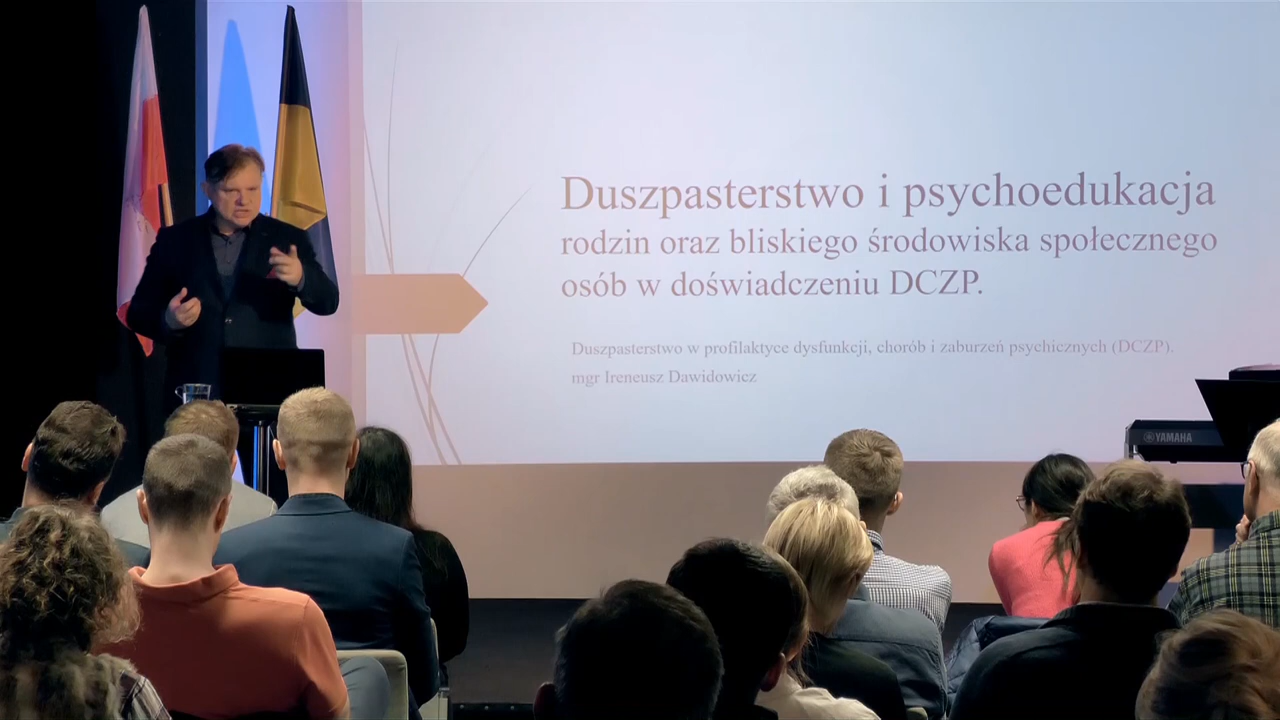 Duszpasterstwo i psychoedukacja
rodzin oraz bliskiego środowiska społecznego
osób w doświadczeniu DCZP.
Duszpasterstwo w profilaktyce dysfunkcji, chorób i zaburzeń psychicznych (DCZP).
mgr Ireneusz Dawidowicz
YAMAHA